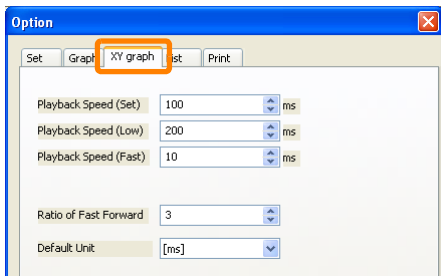 Option
Set Graph XY graph List Print
Playback Speed (Set) 100 ms
Playback Speed (Low) 200 ms
Playback Speed (Fast) 10 ms
Ratio of Fast Forward 3
Default Unit [ms]